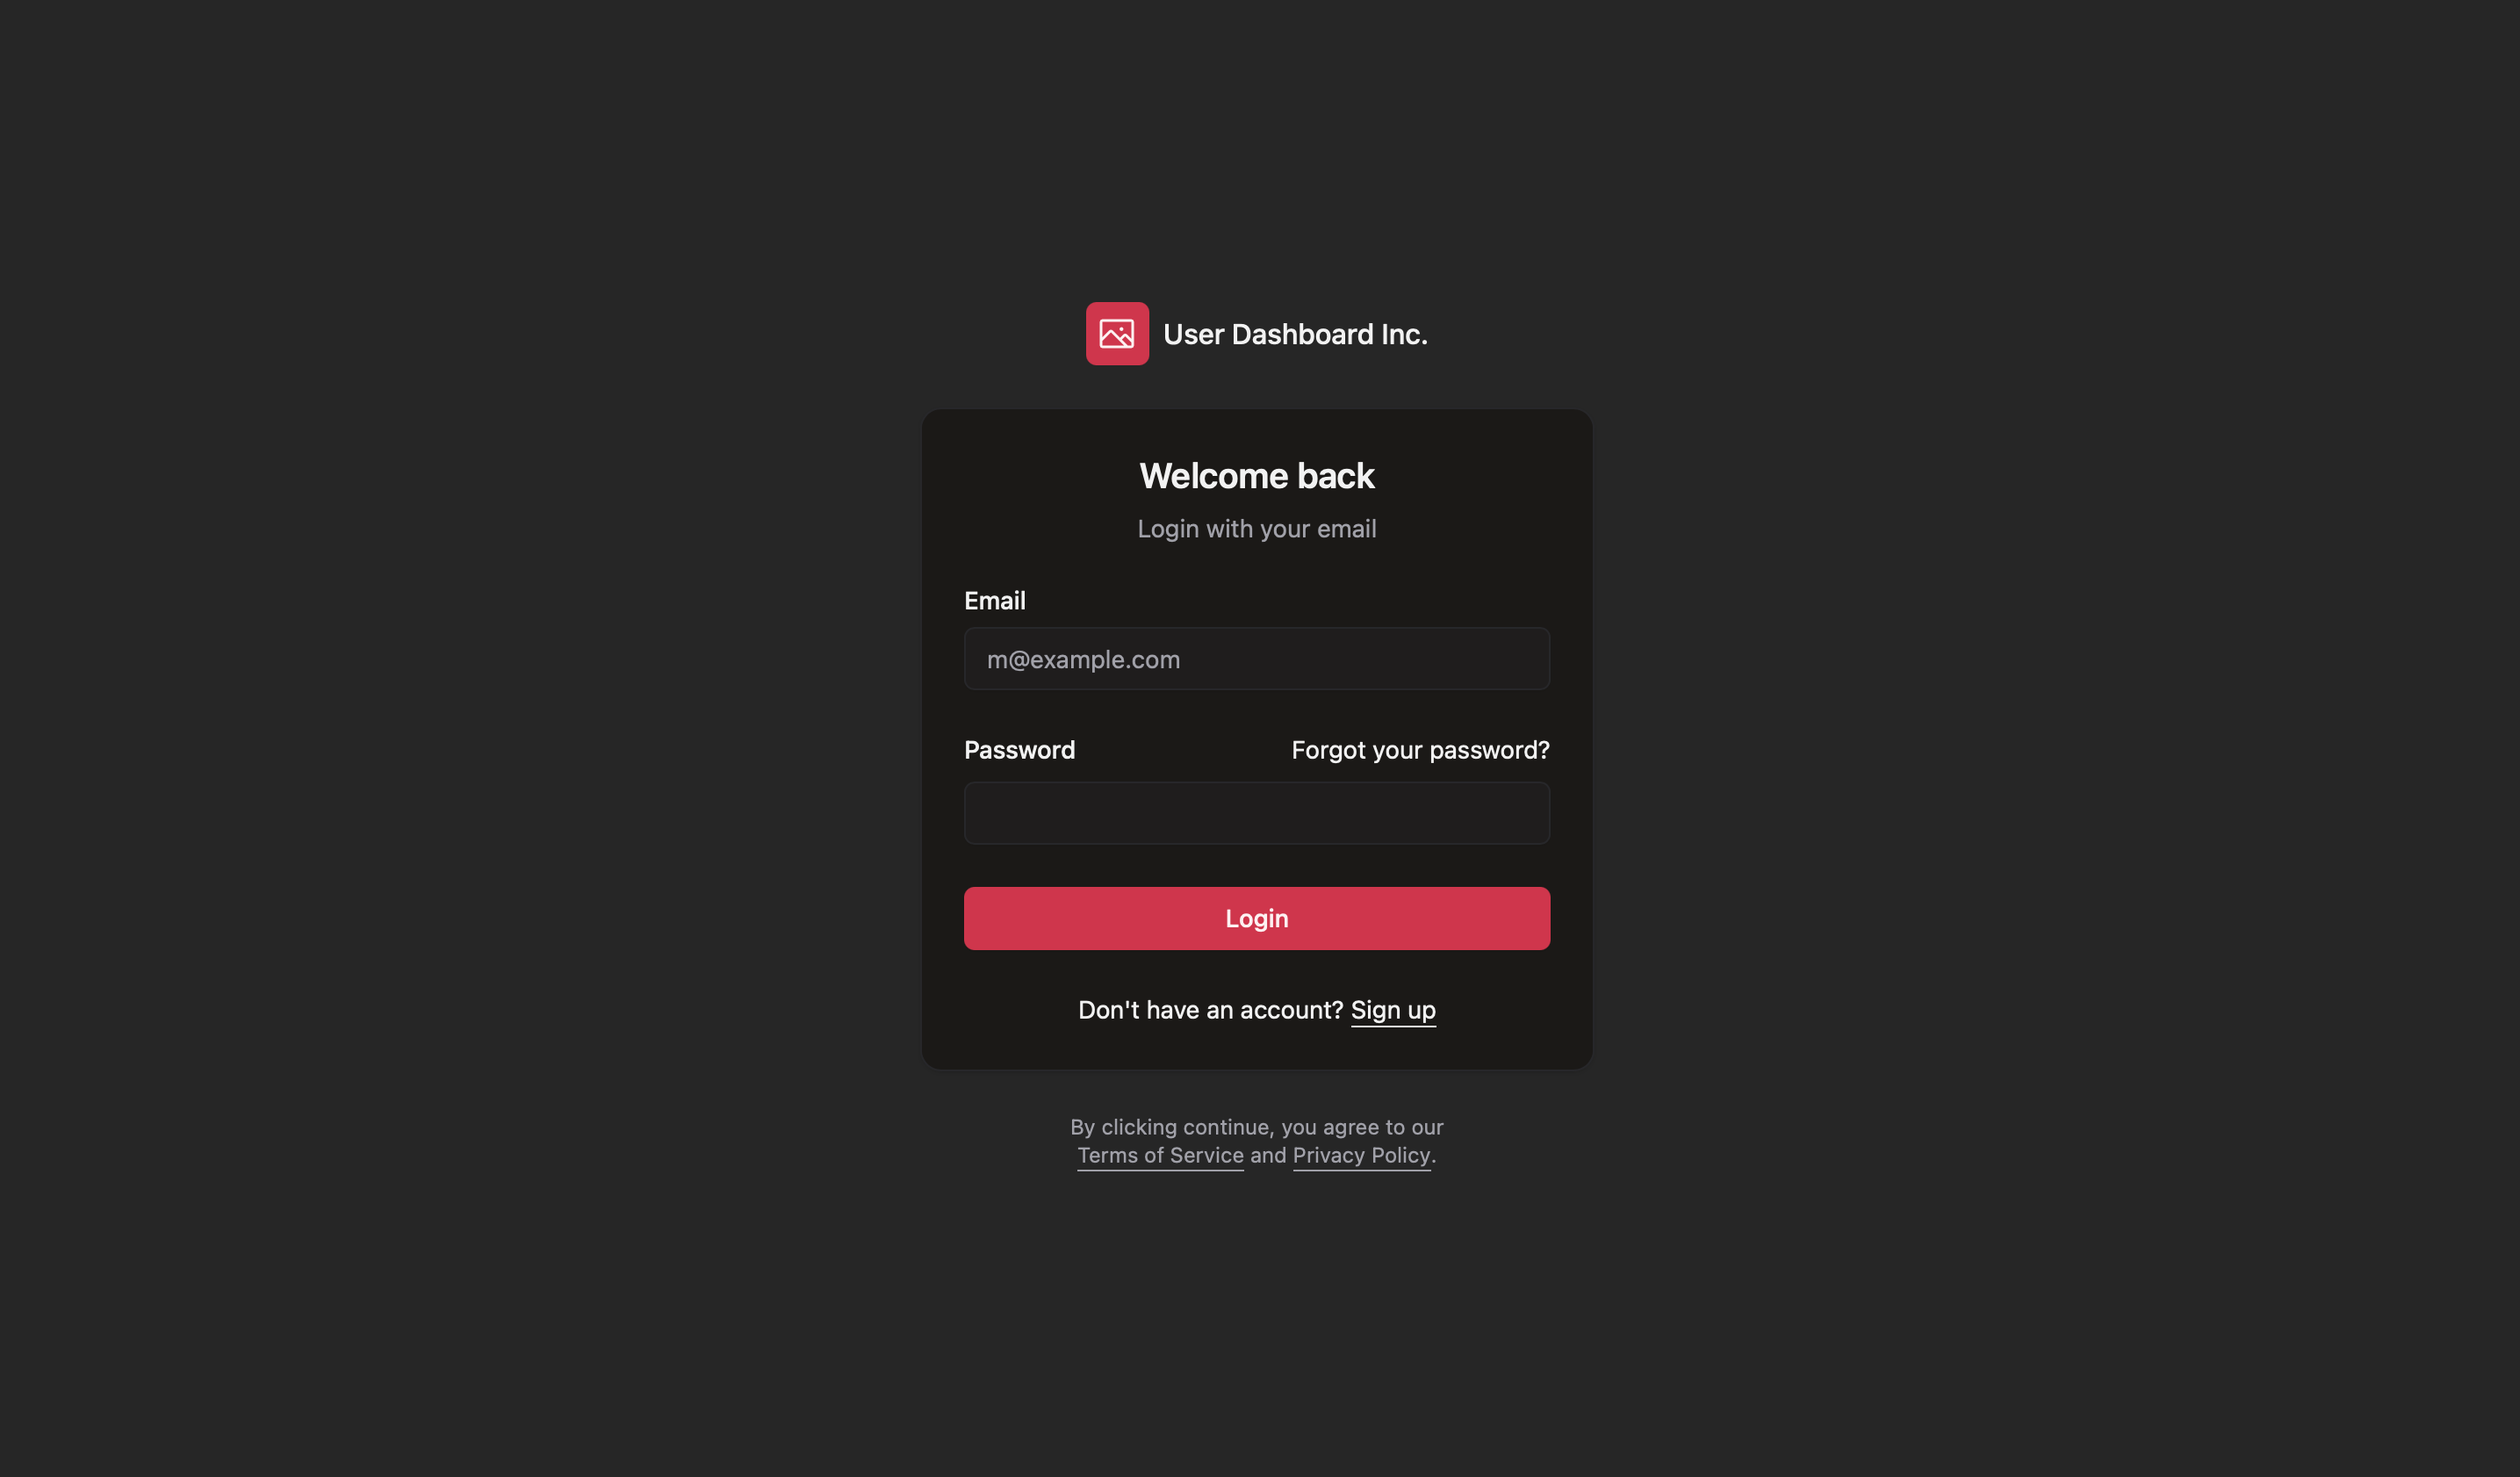 User Dashboard Inc.
Welcome back
Login with your email
Email
m@example.com
Password
Forgot your password?
Login
Don't have an account? Sign up
By clicking continue, you agree to our
Terms of Service and Privacy Policy.